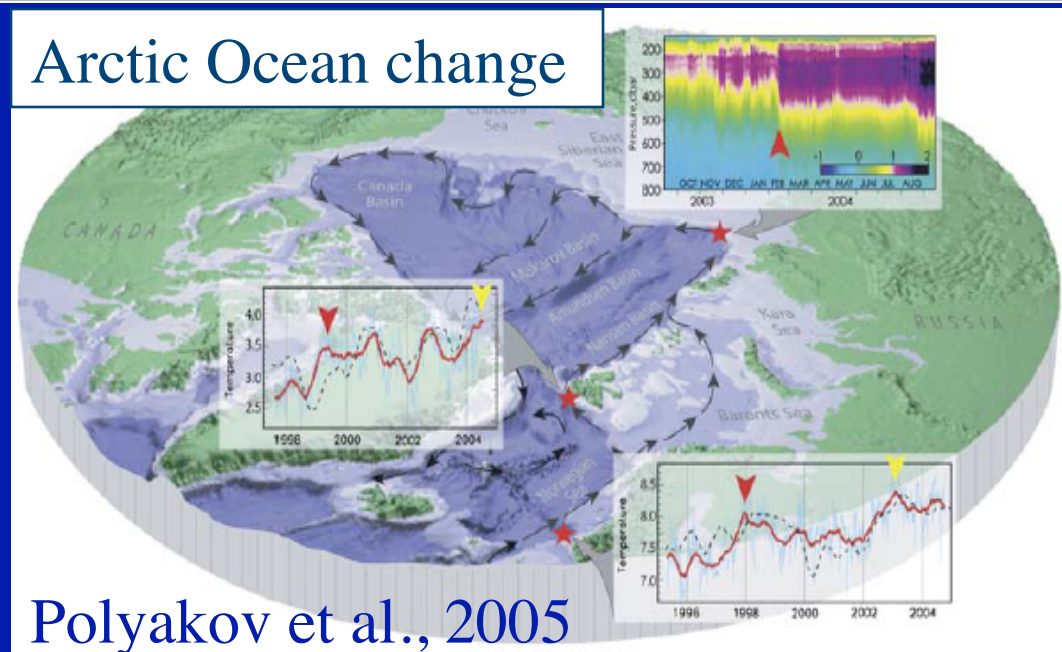 Arctic Ocean change
Sea
East
Siberian
Sea
Canada
Basin
CANADA
Makarov Basin
Amundsen Basin
Nansen Basin
Kara
Sea
RUSSIA
Barents Sea
Norwegian
Sea
Pressure, dbar
200
300
400
500
600
700
800
-1 0 1 2
OCT NOV DEC JAN FEB MAR APR MAY JUN JUL AUG
2003 2004
Temperature
4.0
3.5
3.0
2.5
1998 2000 2002 2004
Temperature
8.5
8.0
7.5
7.0
1996 1998 2000 2002 2004
Polyakov et al., 2005